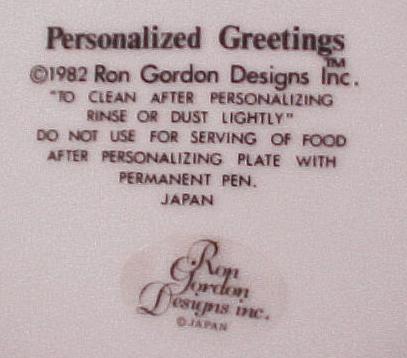 Personalized Greetings
TM
©1982 Ron Gordon Designs Inc.
"TO CLEAN AFTER PERSONALIZING
RINSE OR DUST LIGHTLY"
DO NOT USE FOR SERVING OF FOOD
AFTER PERSONALIZING PLATE WITH
PERMANENT PEN.
JAPAN
Ron
Gordon
Designs inc.
©JAPAN